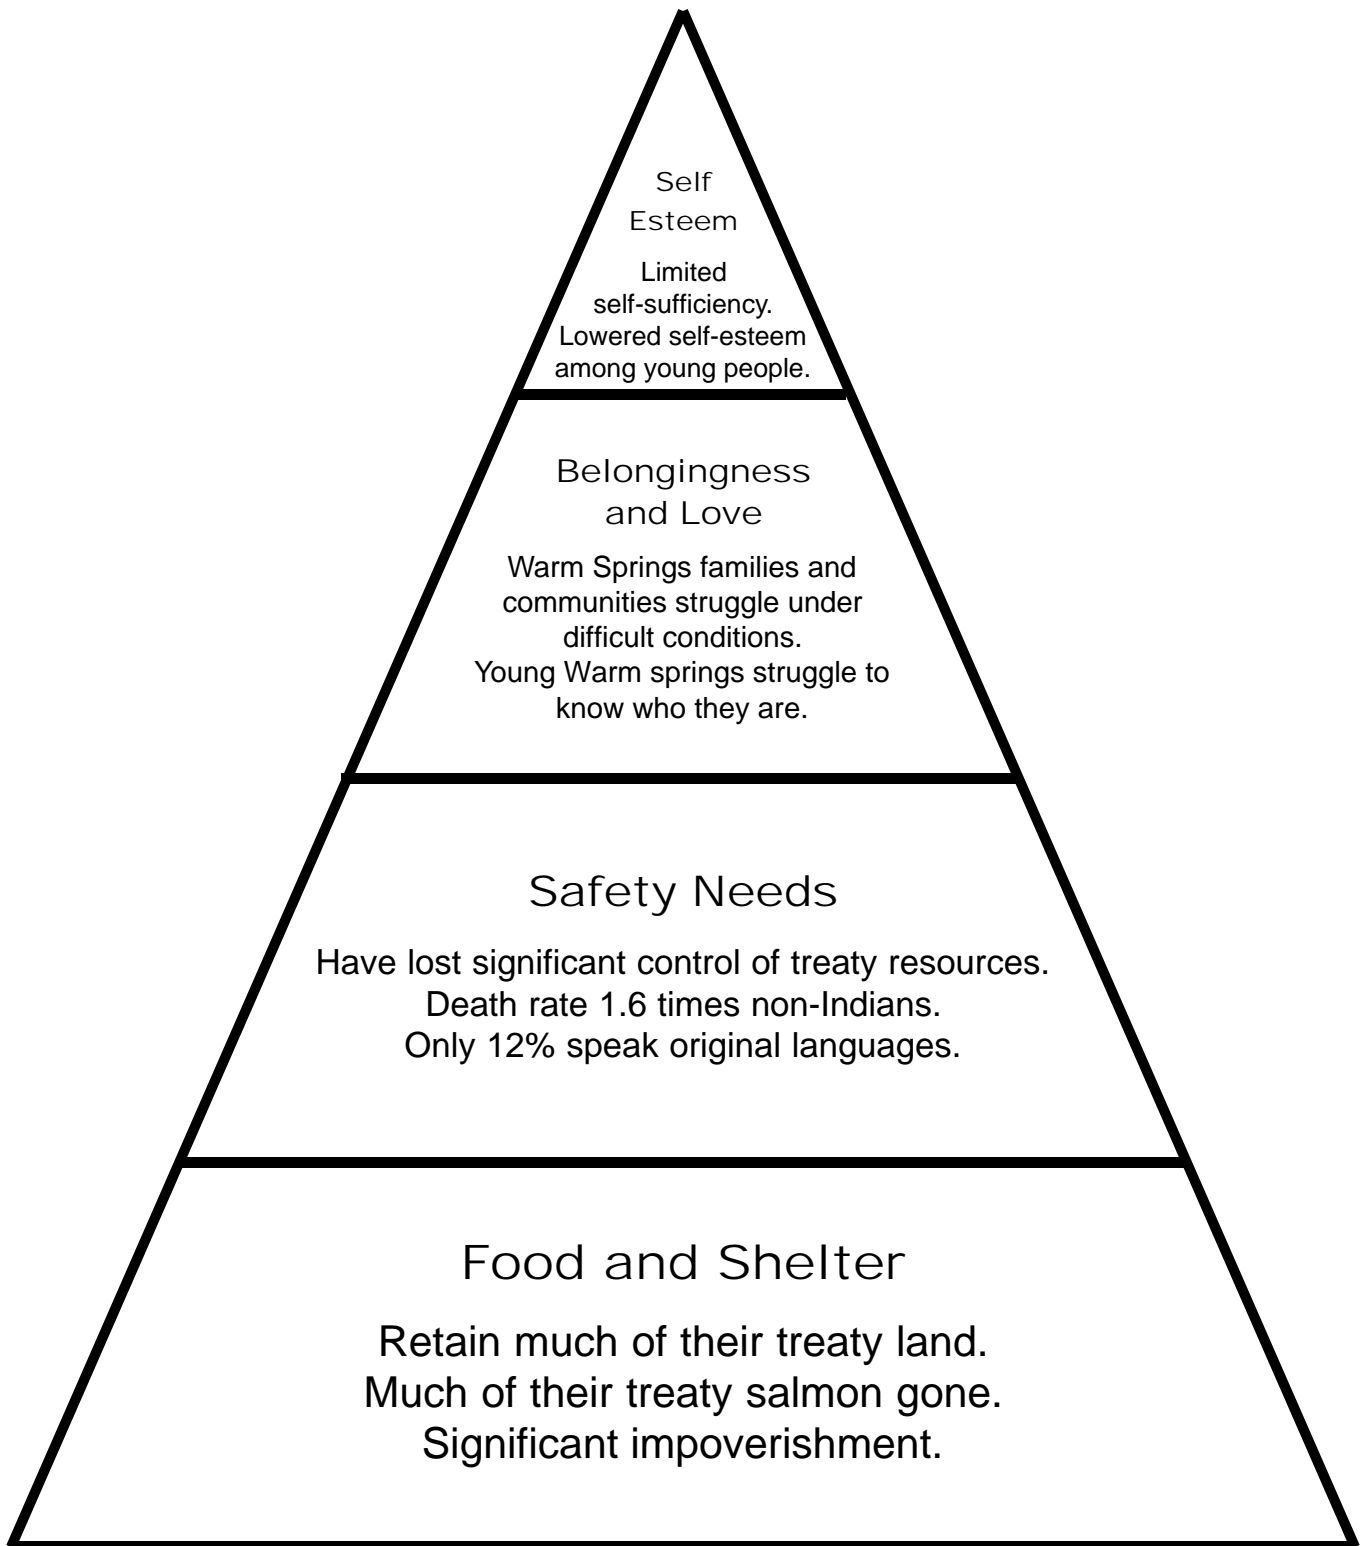 Self
Esteem
Limited
self-sufficiency.
Lowered self-esteem
among young people.
Belongingness
and Love
Warm Springs families and
communities struggle under
difficult conditions.
Young Warm springs struggle to
know who they are.
Safety Needs
Have lost significant control of treaty resources.
Death rate 1.6 times non-Indians.
Only 12% speak original languages.
Food and Shelter
Retain much of their treaty land.
Much of their treaty salmon gone.
Significant impoverishment.